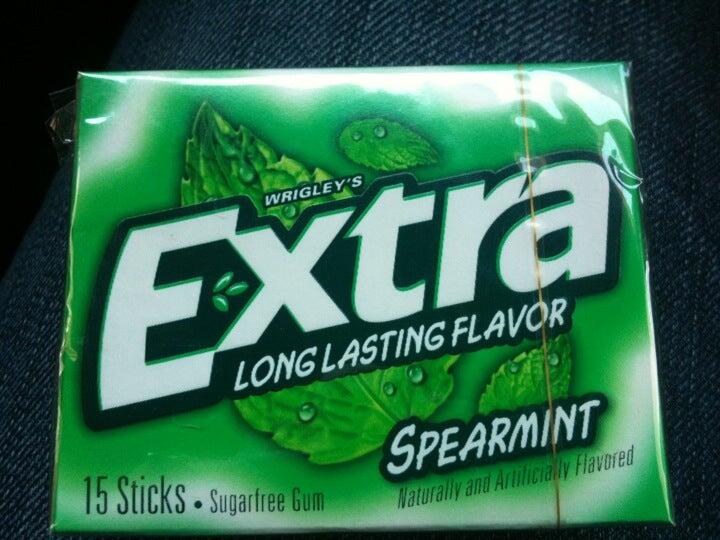 WRIGLEY'S
Extra
LONG LASTING FLAVOR
SPEARMINT
Naturally and Artificially Flavored
15 Sticks • Sugarfree Gum